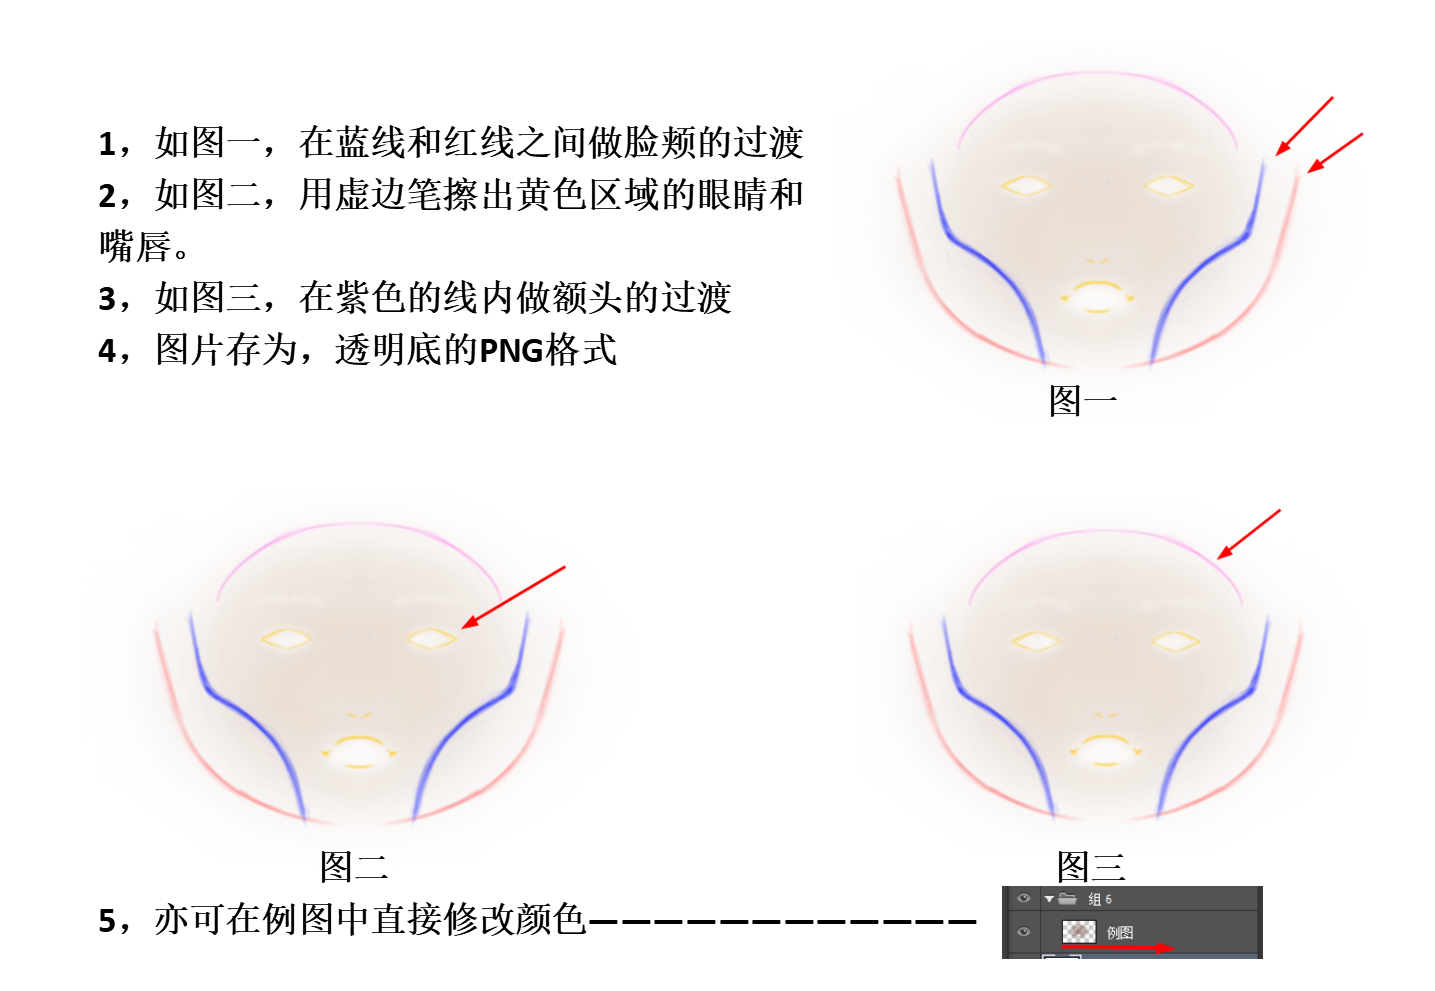 1，如图一，在蓝线和红线之间做脸颊的过渡
2，如图二，用虚边笔擦出黄色区域的眼睛和
嘴唇。
3，如图三，在紫色的线内做额头的过渡
4，图片存为，透明底的PNG格式
图一
图二
图三
5，亦可在例图中直接修改颜色————————————
组 6
例图